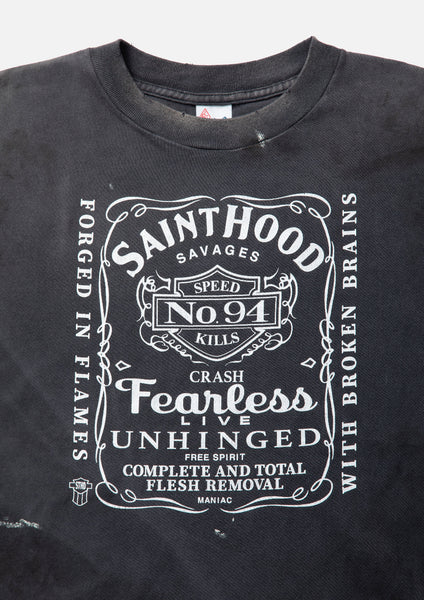 SAINTHOOD
SAVAGES
SPEED
No. 94
KILLS
CRASH
Fearless
LIVE
UNHINGED
FREE SPIRIT
COMPLETE AND TOTAL
FLESH REMOVAL
MANIAC
FORGED IN FLAMES
WITH BROKEN BRAINS
STHD